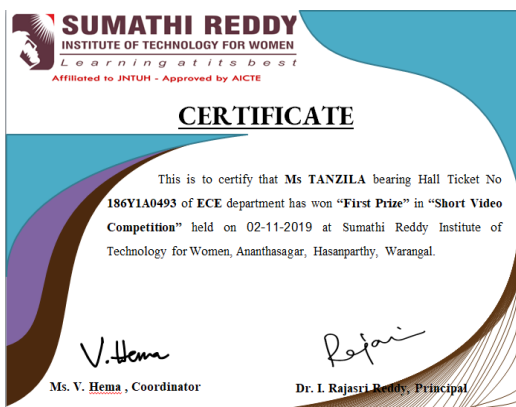 SUMATHI REDDY
INSTITUTE OF TECHNOLOGY FOR WOMEN
Learning at its best
Affiliated to JNTUH - Approved by AICTE
CERTIFICATE
This is to certify that Ms TANZILA bearing Hall Ticket No
186Y1A0493 of ECE department has won “First Prize” in “Short Video
Competition” held on 02-11-2019 at Sumathi Reddy Institute of
Technology for Women, Ananthasagar, Hasanparthy, Warangal.
V. Hema
Rajasri
Ms. V. Hema , Coordinator
Dr. I. Rajasri Reddy, Principal